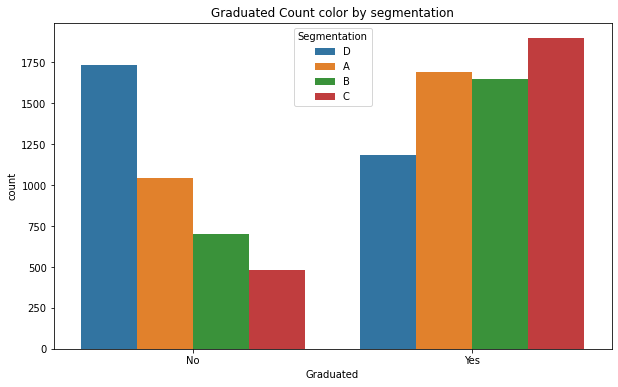 Graduated Count color by segmentation
Segmentation
D
A
B
C
1750
1500
1250
1000
750
500
250
0
count
No
Yes
Graduated